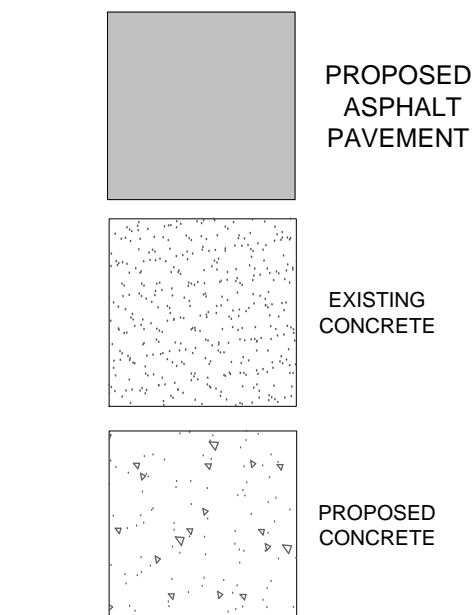 PROPOSED
ASPHALT
PAVEMENT
EXISTING
CONCRETE
PROPOSED
CONCRETE